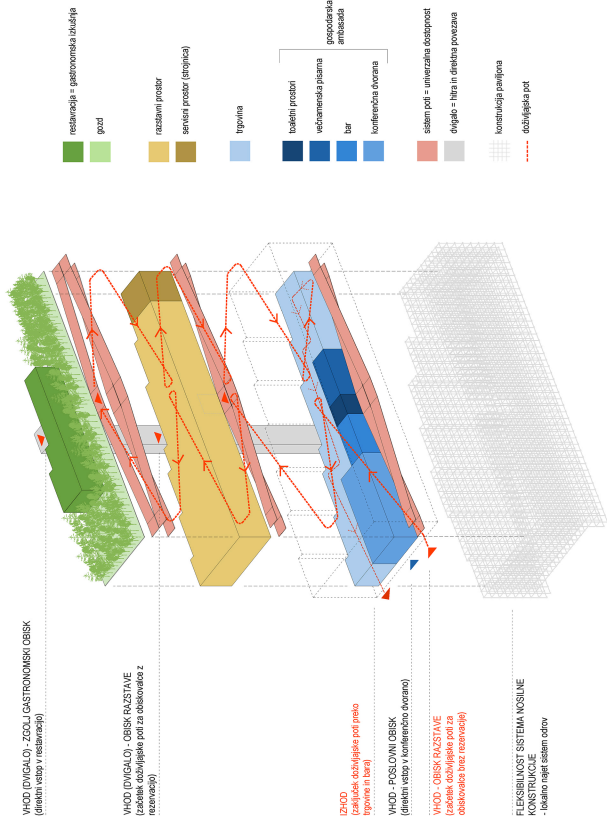 restavracija = gastronomska izkušnja
gozd
razstavni prostor
servisni prostor (strojnica)
trgovina
toaletni prostori
večnamenska pisarna
bar
konferenčna dvorana
gospodarska
ambasada
sistem poti = univerzalna dostopnost
dvigalo = hitra in direktna povezava
konstrukcija paviljona
doživljajska pot
VHOD (DVIGALO) - ZGOLJ GASTRONOMSKI OBISK
(direktni vstop v restavracijo)
VHOD (DVIGALO) - OBISK RAZSTAVE
(začetek doživljajske poti za obiskovalce z
rezervacijo)
IZHOD
(zaključek doživljajske poti preko
trgovine in bara)
VHOD - POSLOVNI OBISK
(direktni vstop v konferenčno dvorano)
VHOD - OBISK RAZSTAVE
(začetek doživljajske poti za
obiskovalce brez rezervacije)
FLEKSIBILNOST SISTEMA NOSILNE
KONSTRUKCIJE
- lokalno najet sistem odrov